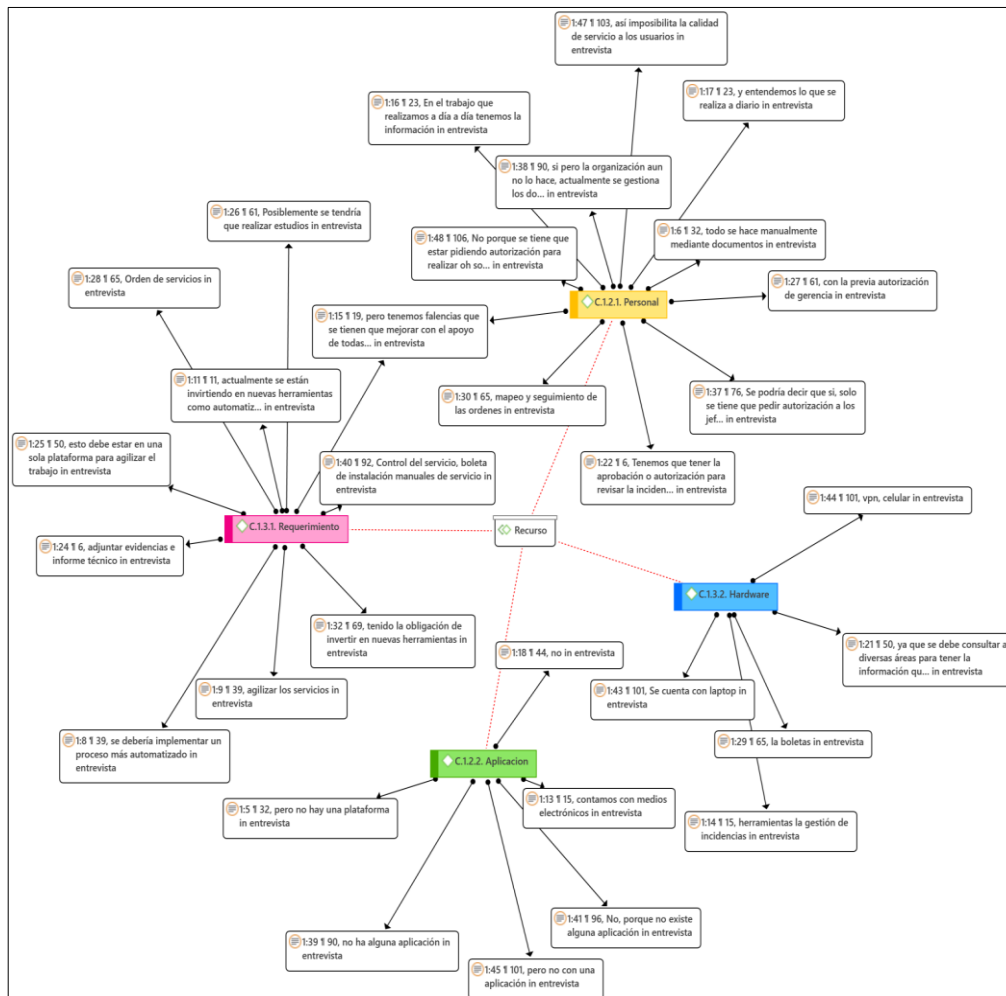 1:47 ¶ 103, así imposibilita la calidad
de servicio a los usuarios in
entrevista
1:16 ¶ 23, En el trabajo que
realizamos a día a día tenemos la
información in entrevista
1:17 ¶ 23, y entendemos lo que se
realiza a diario in entrevista
1:38 ¶ 90, si pero la organización aun
no lo hace, actualmente se gestiona
los do... in entrevista
1:26 ¶ 61, Posiblemente se tendría
que realizar estudios in entrevista
1:6 ¶ 32, todo se hace manualmente
mediante documentos in entrevista
1:48 ¶ 106, No porque se tiene que
estar pidiendo autorización para
realizar oh so... in entrevista
1:28 ¶ 65, Orden de servicios in
entrevista
1:27 ¶ 61, con la previa autorización
de gerencia in entrevista
C.1.2.1. Personal
1:15 ¶ 19, pero tenemos falencias que
se tienen que mejorar con el apoyo
de todas... in entrevista
1:11 ¶ 11, actualmente se están
invirtiendo en nuevas herramientas
como automatiz... in entrevista
1:30 ¶ 65, mapeo y seguimiento de
las ordenes in entrevista
1:37 ¶ 76, Se podría decir que si, solo
se tiene que pedir autorización a los
jef... in entrevista
1:25 ¶ 50, esto debe estar en una
sola plataforma para agilizar el
trabajo in entrevista
1:40 ¶ 92, Control del servicio, boleta
de instalación manuales de servicio in
entrevista
1:22 ¶ 6, Tenemos que tener la
aprobación o autorización para
revisar la inciden... in entrevista
1:44 ¶ 101, vpn, celular in entrevista
C.1.3.1. Requerimiento
Recurso
1:24 ¶ 6, adjuntar evidencias e
informe técnico in entrevista
C.1.3.2. Hardware
1:32 ¶ 69, tenido la obligación de
invertir en nuevas herramientas in
entrevista
1:18 ¶ 44, no in entrevista
1:21 ¶ 50, ya que se debe consultar a
diversas áreas para tener la
información qu... in entrevista
1:9 ¶ 39, agilizar los servicios in
entrevista
1:43 ¶ 101, Se cuenta con laptop in
entrevista
1:8 ¶ 39, se debería implementar un
proceso más automatizado in
entrevista
1:29 ¶ 65, la boletas in entrevista
C.1.2.2. Aplicacion
1:5 ¶ 32, pero no hay una plataforma
in entrevista
1:13 ¶ 15, contamos con medios
electrónicos in entrevista
1:14 ¶ 15, herramientas la gestión de
incidencias in entrevista
1:41 ¶ 96, No, porque no existe
alguna aplicación in entrevista
1:39 ¶ 90, no ha alguna aplicación in
entrevista
1:45 ¶ 101, pero no con una
aplicación in entrevista